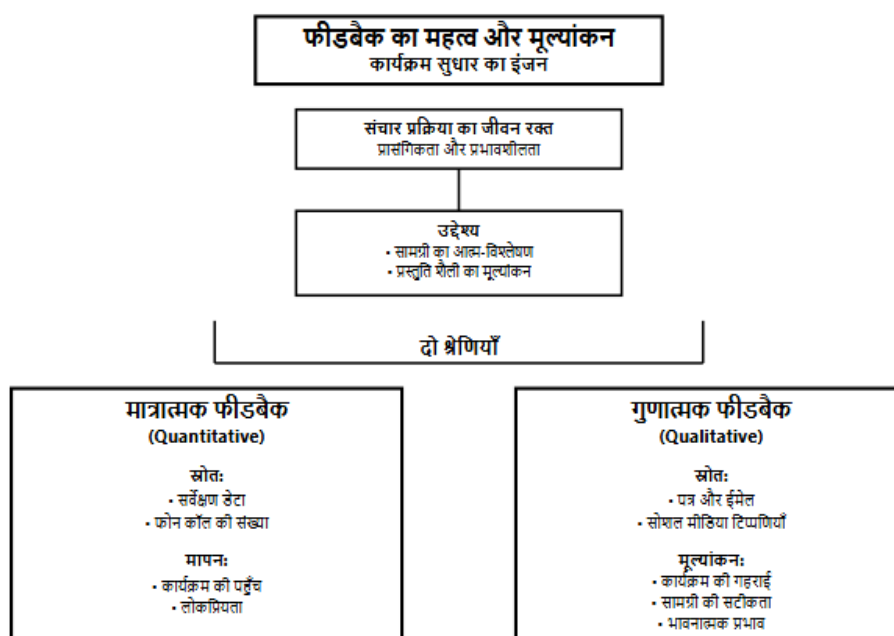 फीडबैक का महत्व और मूल्यांकन
कार्यक्रम सुधार का इंजन
संचार प्रक्रिया का जीवन रक्त
प्रासंगिकता और प्रभावशीलता
उद्देश्य
• सामग्री का आत्म-विश्लेषण
• प्रस्तुति शैली का मूल्यांकन
दो श्रेणियाँ
मात्रात्मक फीडबैक
(Quantitative)
स्रोत:
• सर्वेक्षण डेटा
• फोन कॉल की संख्या
मापन:
• कार्यक्रम की पहुँच
• लोकप्रियता
गुणात्मक फीडबैक
(Qualitative)
स्रोत:
• पत्र और ईमेल
• सोशल मीडिया टिप्पणियाँ
मूल्यांकन:
• कार्यक्रम की गहराई
• सामग्री की सटीकता
• भावनात्मक प्रभाव